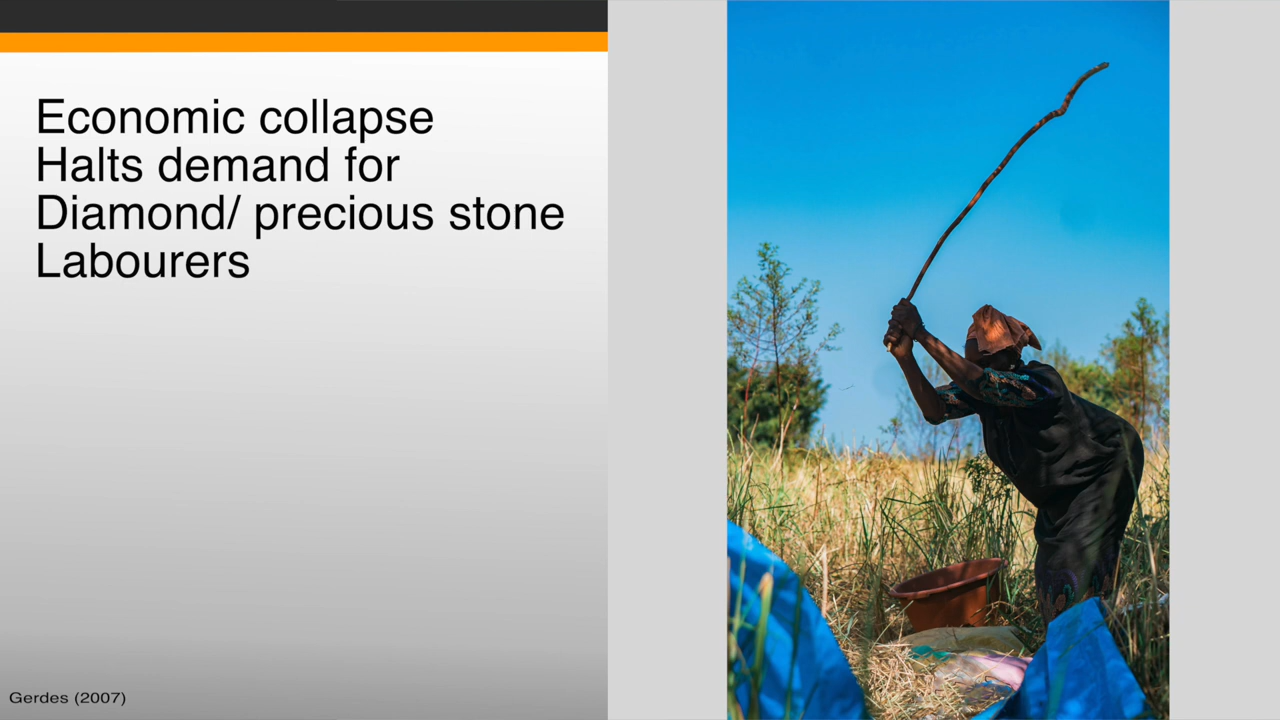 Economic collapse
Halts demand for
Diamond/ precious stone
Labourers
Gerdes (2007)